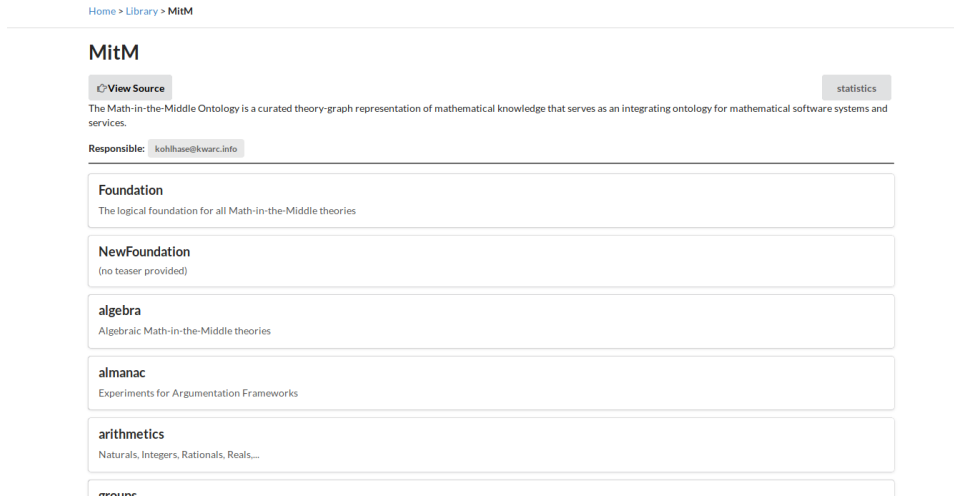 Home > Library > MitM
MitM
View Source
statistics
The Math-in-the-Middle Ontology is a curated theory-graph representation of mathematical knowledge that serves as an integrating ontology for mathematical software systems and
services.
Responsible: kohlhase@kwarc.info
Foundation
The logical foundation for all Math-in-the-Middle theories
NewFoundation
(no teaser provided)
algebra
Algebraic Math-in-the-Middle theories
almanac
Experiments for Argumentation Frameworks
arithmetics
Naturals, Integers, Rationals, Reals,...
groups